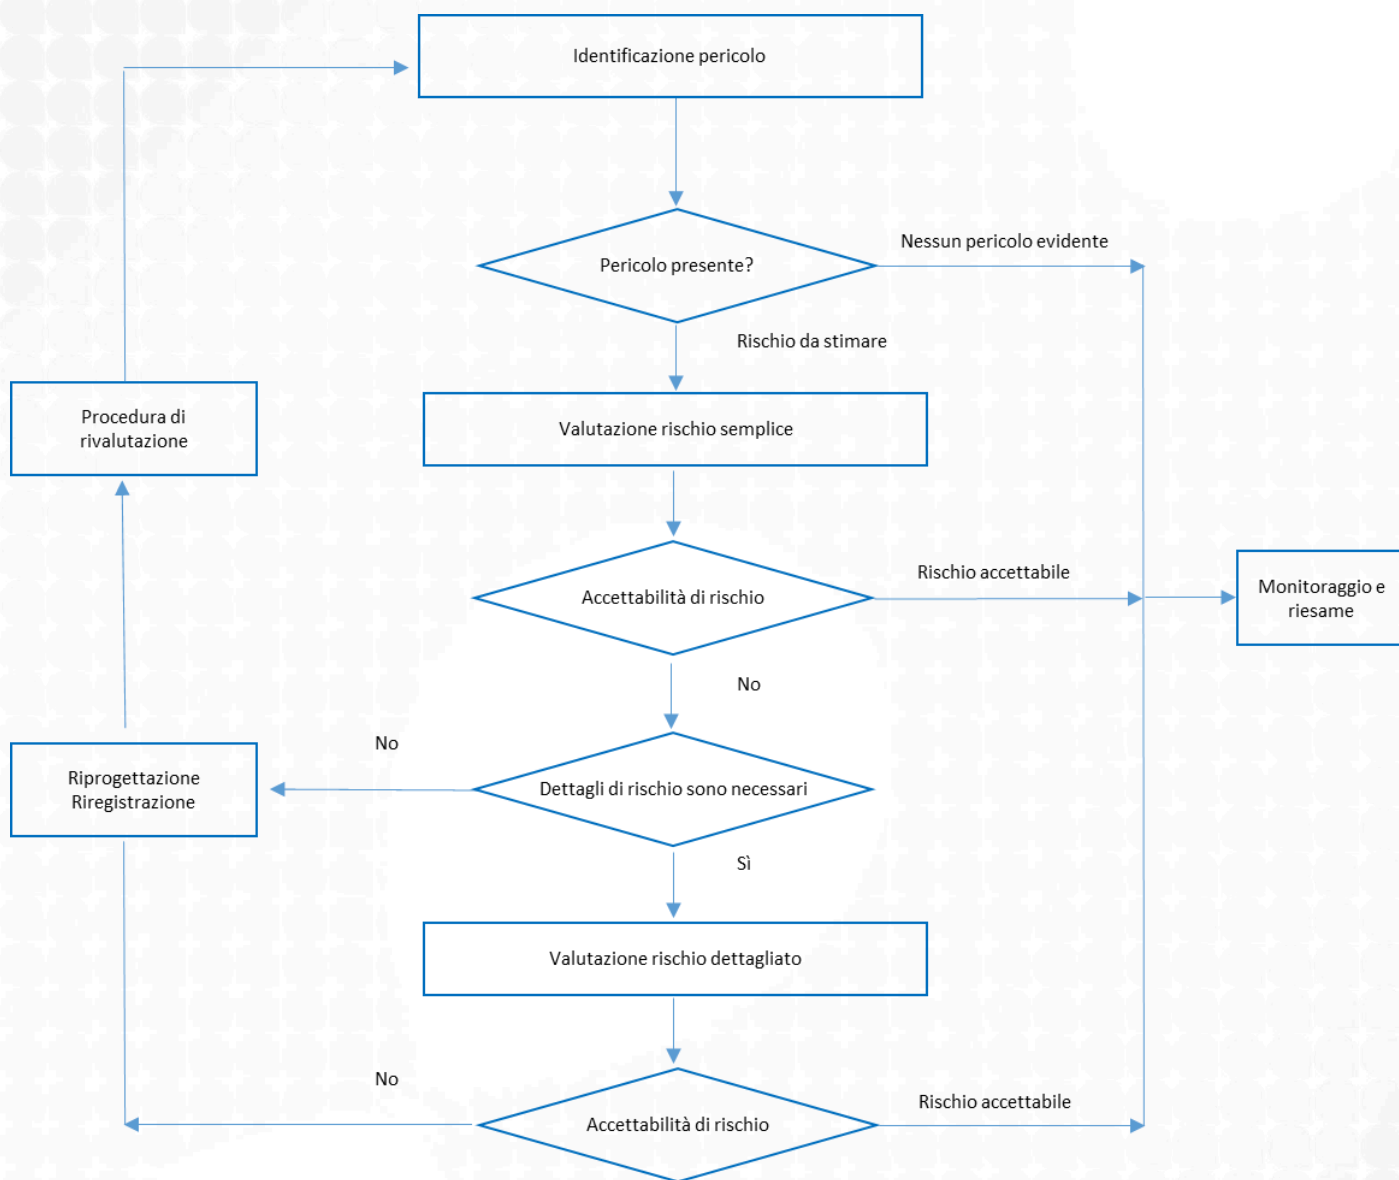 Identificazione pericolo
Nessun pericolo evidente
Pericolo presente?
Rischio da stimare
Procedura di
rivalutazione
Valutazione rischio semplice
Rischio accettabile
Accettabilità di rischio
Monitoraggio e
riesame
No
No
Riprogettazione
Riregistrazione
Dettagli di rischio sono necessari
Sì
Valutazione rischio dettagliato
No
Rischio accettabile
Accettabilità di rischio